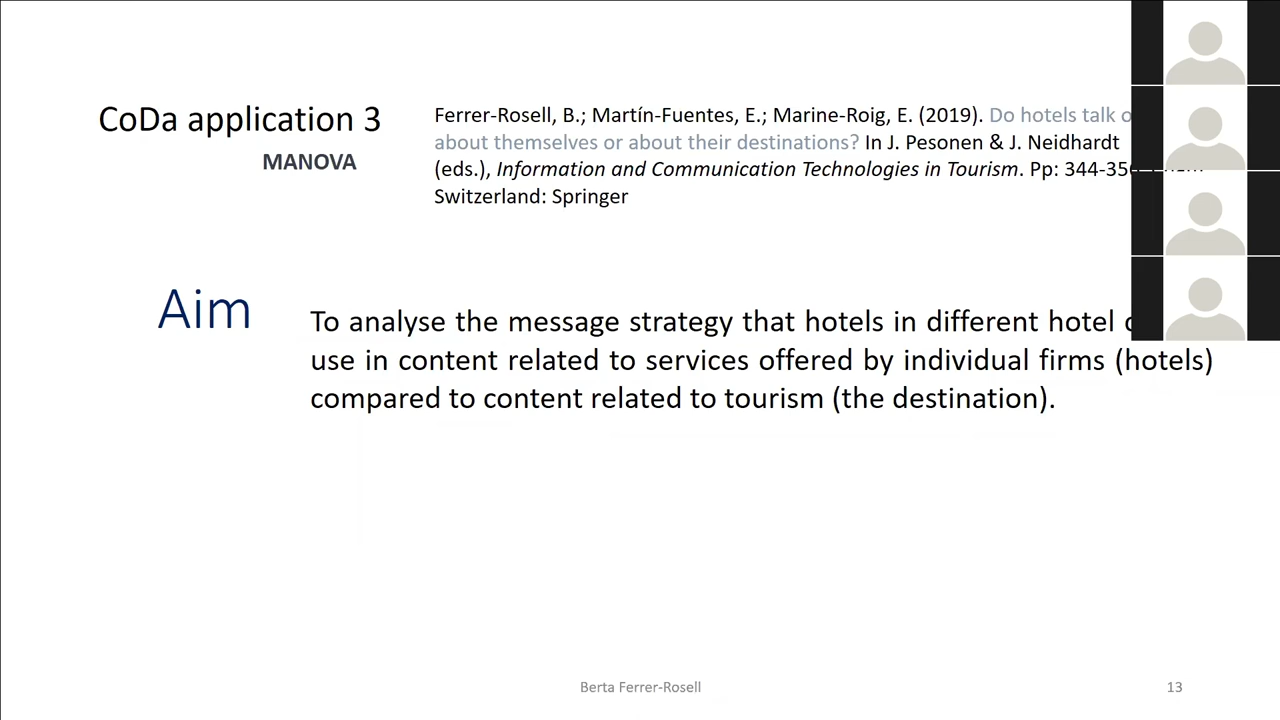 CoDa application 3
MANOVA
Ferrer-Rosell, B.; Martín-Fuentes, E.; Marine-Roig, E. (2019). Do hotels talk
about themselves or about their destinations? In J. Pesonen & J. Neidhardt
(eds.), Information and Communication Technologies in Tourism. Pp: 344-35
Switzerland: Springer
Aim
To analyse the message strategy that hotels in different hotel
use in content related to services offered by individual firms (hotels)
compared to content related to tourism (the destination).
Berta Ferrer-Rosell
13